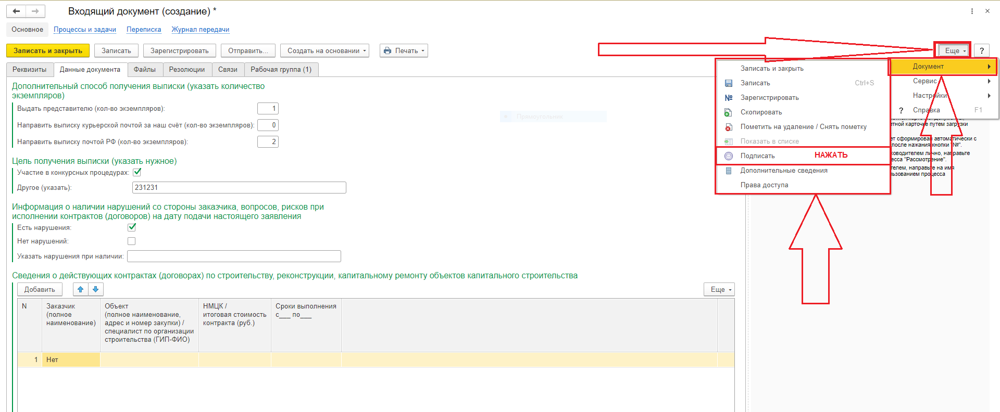 Входящий документ (создание) *
Основное
Процессы и задачи
Переписка
Журнал передачи
Записать и закрыть
Записать
Зарегистрировать
Отправить...
Создать на основании
Печать
Еще
?
Реквизиты
Данные документа
Файлы
Резолюции
Связи
Рабочая группа (1)
Дополнительный способ получения выписки (указать количество
экземпляров)
Выдать представителю (кол-во экземпляров):
1
Направить выписку курьерской почтой за наш счёт (кол-во экземпляров):
0
Направить выписку почтой РФ (кол-во экземпляров):
2
Цель получения выписки (указать нужное)
Участие в конкурсных процедурах:
Другое (указать):
231231
Информация о наличии нарушений со стороны заказчика, вопросов, рисков при
исполнении контрактов (договоров) на дату подачи настоящего заявления
Есть нарушения:
Нет нарушений:
Указать нарушения при наличии:
Сведения о действующих контрактах (договорах) по строительству, реконструкции, капитальному ремонту объектов капитального строительства
Добавить
Еще
N
Заказчик
(полное
наименование)
Объект
(полное наименование,
адрес и номер закупки) /
специалист по организации
строительства (ГИП-ФИО)
НМЦК /
итоговая стоимость
контракта (руб.)
Сроки выполнения
с___ по___
1
Нет
Прямоугольник
Записать и закрыть
Записать
Ctrl+S
№
Зарегистрировать
Скопировать
Пометить на удаление / Снять пометку
Показать в списке
Подписать
НАЖАТЬ
Дополнительные сведения
Права доступа
Документ
Сервис
Настройки
?
Справка
F1
етной карточке путем загрузки
ет сформирован автоматически с
после нажания кнопки "№".
ководителем лично, направьте
есса "Рассмотрение".
телем, направьте на имя
льзованием процесса